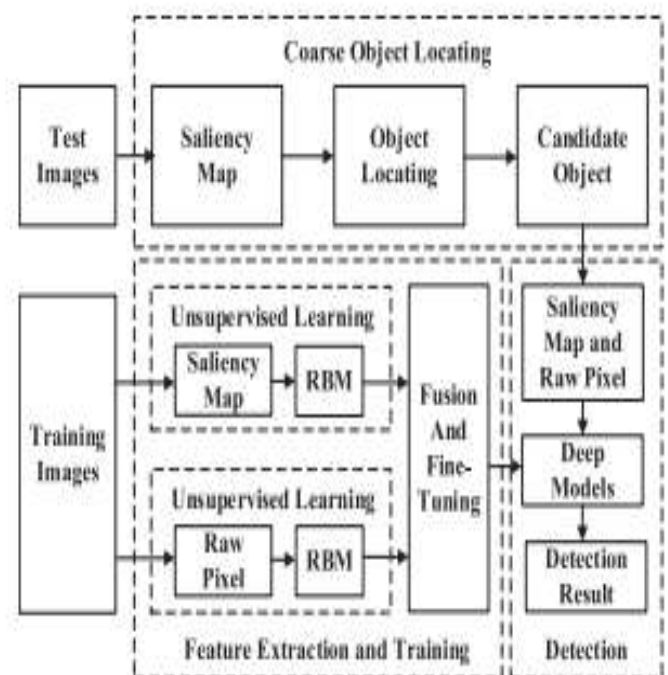 Coarse Object Locating
Test
Images
Saliency
Map
Object
Locating
Candidate
Object
Training
Images
Unsupervised Learning
Saliency
Map
RBM
Unsupervised Learning
Raw
Pixel
RBM
Fusion
And
Fine-
Tuning
Feature Extraction and Training
Saliency
Map and
Raw Pixel
Deep
Models
Detection
Result
Detection